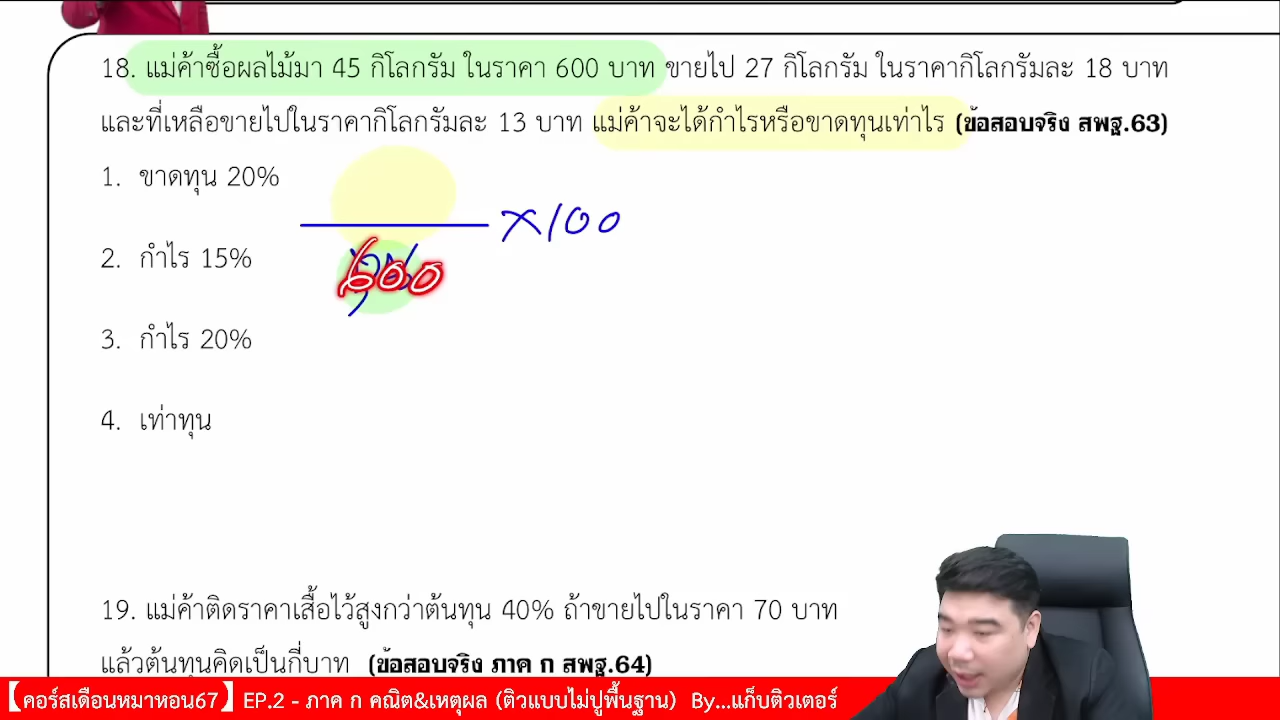 18. แม่ค้าซื้อผลไม้มา 45 กิโลกรัม ในราคา 600 บาท ขายไป 27 กิโลกรัม ในราคากิโลกรัมละ 18 บาท
และที่เหลือขายไปในราคากิโลกรัมละ 13 บาท แม่ค้าจะได้กำไรหรือขาดทุนเท่าไร (ข้อสอบจริง สพฐ.63)
1. ขาดทุน 20%
×100
600
2. กำไร 15%
3. กำไร 20%
4. เท่าทุน
19. แม่ค้าติดราคาเสื้อไว้สูงกว่าต้นทุน 40% ถ้าขายไปในราคา 70 บาท
แล้วต้นทุนคิดเป็นกี่บาท (ข้อสอบจริง ภาค ก สพฐ.64)
【คอร์สเดือนหมาหอน67】 EP.2 - ภาค ก คณิต&เหตุผล (ติวแบบไม่ปูพื้นฐาน) By...แก็บติวเตอร์